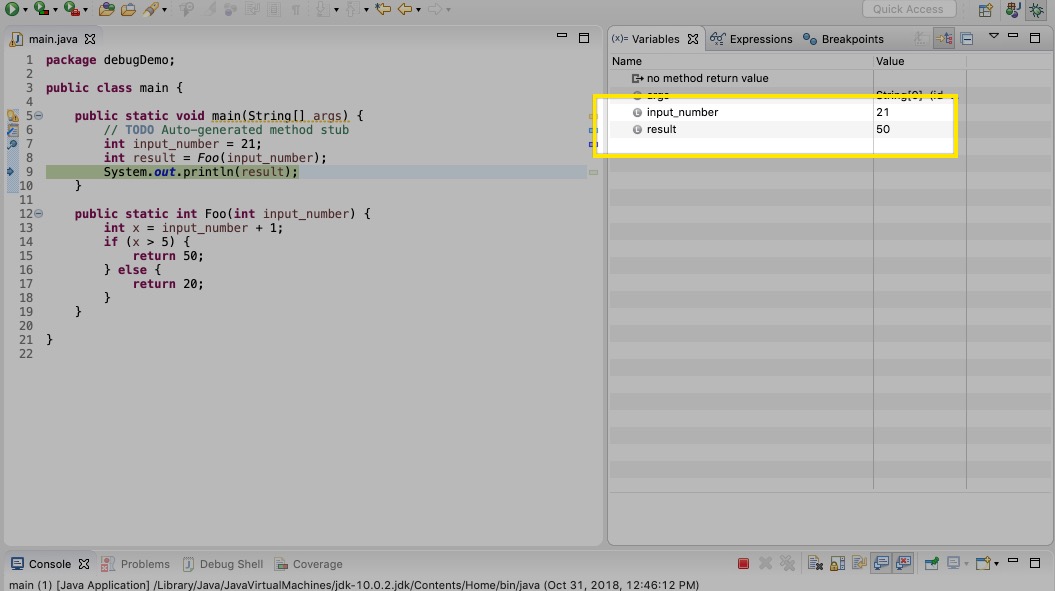 Quick Access
main.java
1 package debugDemo;
2
3 public class main {
4
5 public static void main(String[] args) {
6 // TODO Auto-generated method stub
7 int input_number = 21;
8 int result = Foo(input_number);
9 System.out.println(result);
10 }
11
12 public static int Foo(int input_number) {
13 int x = input_number + 1;
14 if (x > 5) {
15 return 50;
16 } else {
17 return 20;
18 }
19 }
20
21 }
22
(x)= Variables Expressions Breakpoints
Name Value
no method return value
args String[0] (id
input_number 21
result 50
Console Problems Debug Shell Coverage
main (1) [Java Application] /Library/Java/JavaVirtualMachines/jdk-10.0.2.jdk/Contents/Home/bin/java (Oct 31, 2018, 12:46:12 PM)